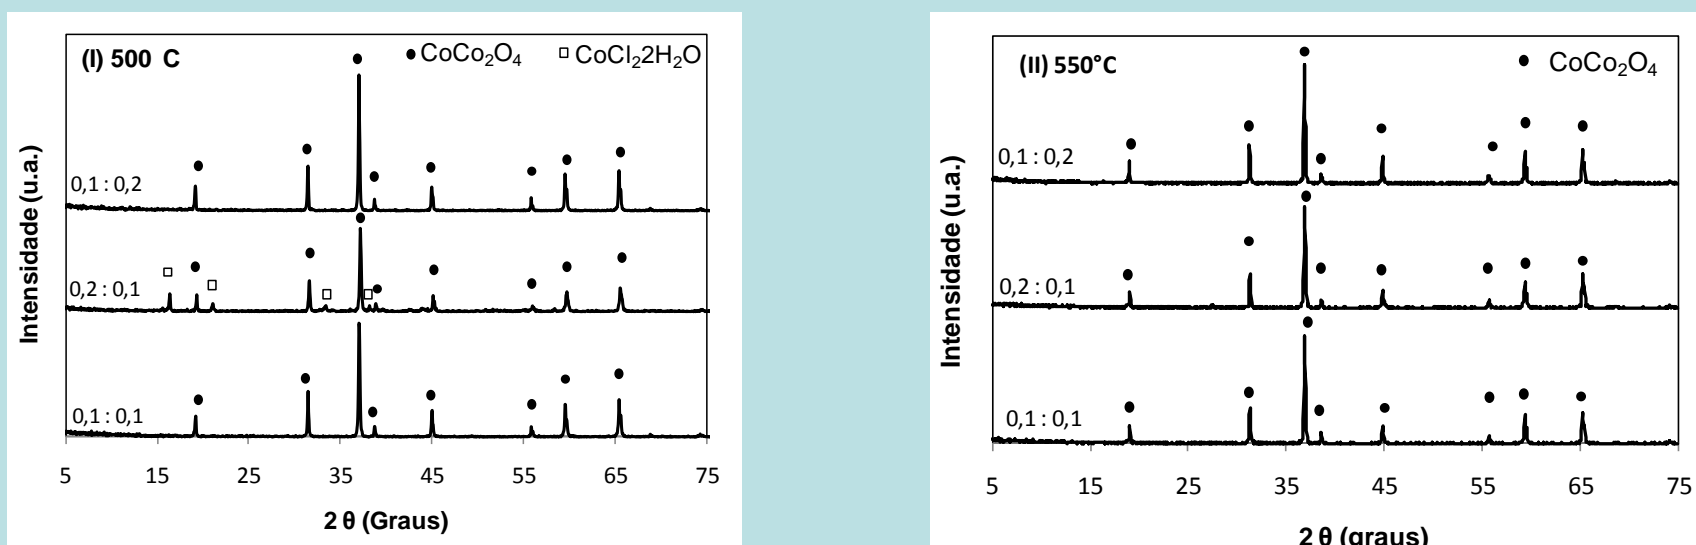 (I) 500 C
● CoCo₂O₄
□ CoCl₂2H₂O
Intensidade (u.a.)
0,1 : 0,2
0,2 : 0,1
0,1 : 0,1
5 15 25 35 45 55 65 75
2 θ (Graus)
(II) 550°C
● CoCo₂O₄
Intensidade (u.a.)
0,1 : 0,2
0,2 : 0,1
0,1 : 0,1
5 15 25 35 45 55 65 75
2 θ (graus)